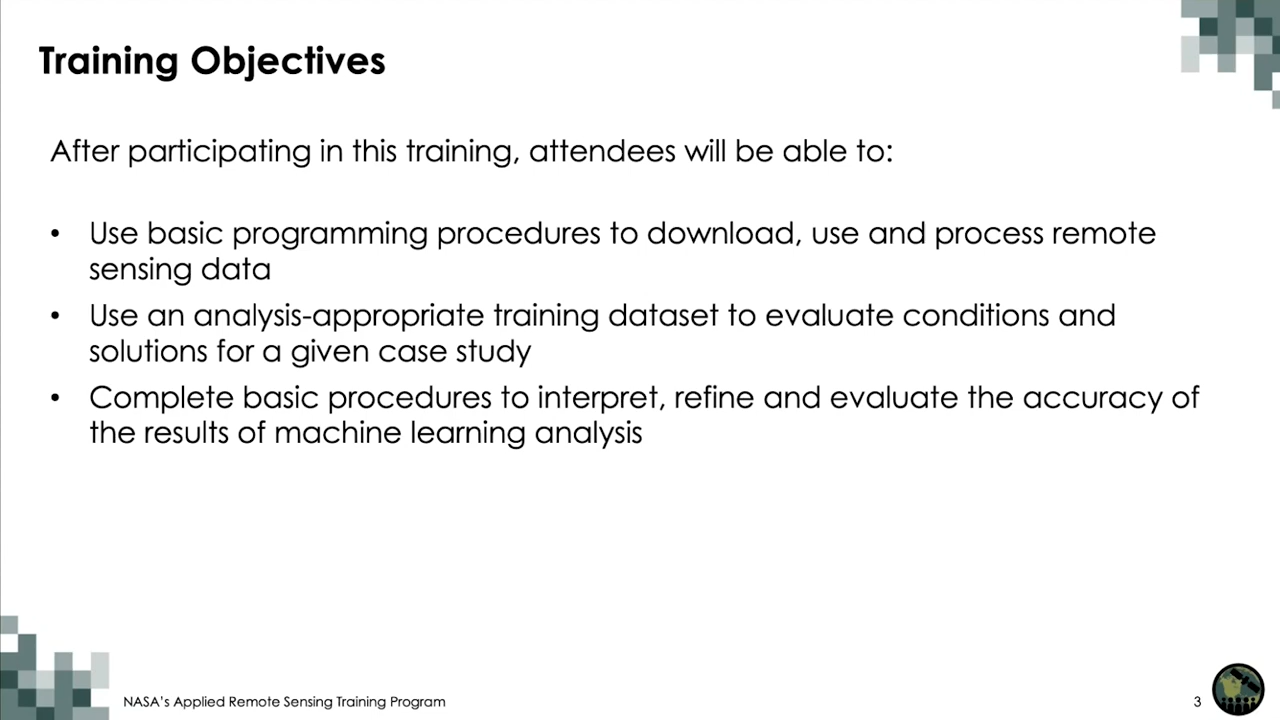 Training Objectives
After participating in this training, attendees will be able to:
• Use basic programming procedures to download, use and process remote
sensing data
• Use an analysis-appropriate training dataset to evaluate conditions and
solutions for a given case study
• Complete basic procedures to interpret, refine and evaluate the accuracy of
the results of machine learning analysis
NASA's Applied Remote Sensing Training Program
3